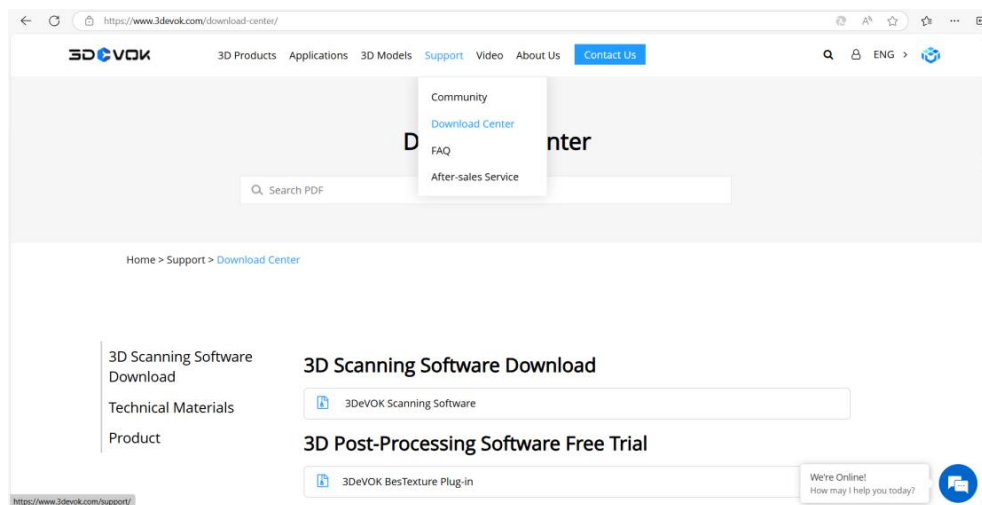 https://www.3devok.com/download-center/
3DEVOK
3D Products Applications 3D Models Support Video About Us Contact Us ENG >
Community
Download Center
FAQ
After-sales Service
D nter
Search PDF
Home > Support > Download Center
3D Scanning Software
Download
Technical Materials
Product
3D Scanning Software Download
3DeVOK Scanning Software
3D Post-Processing Software Free Trial
3DeVOK BesTexture Plug-in
We're Online!
How may I help you today?
https://www.3devok.com/support/